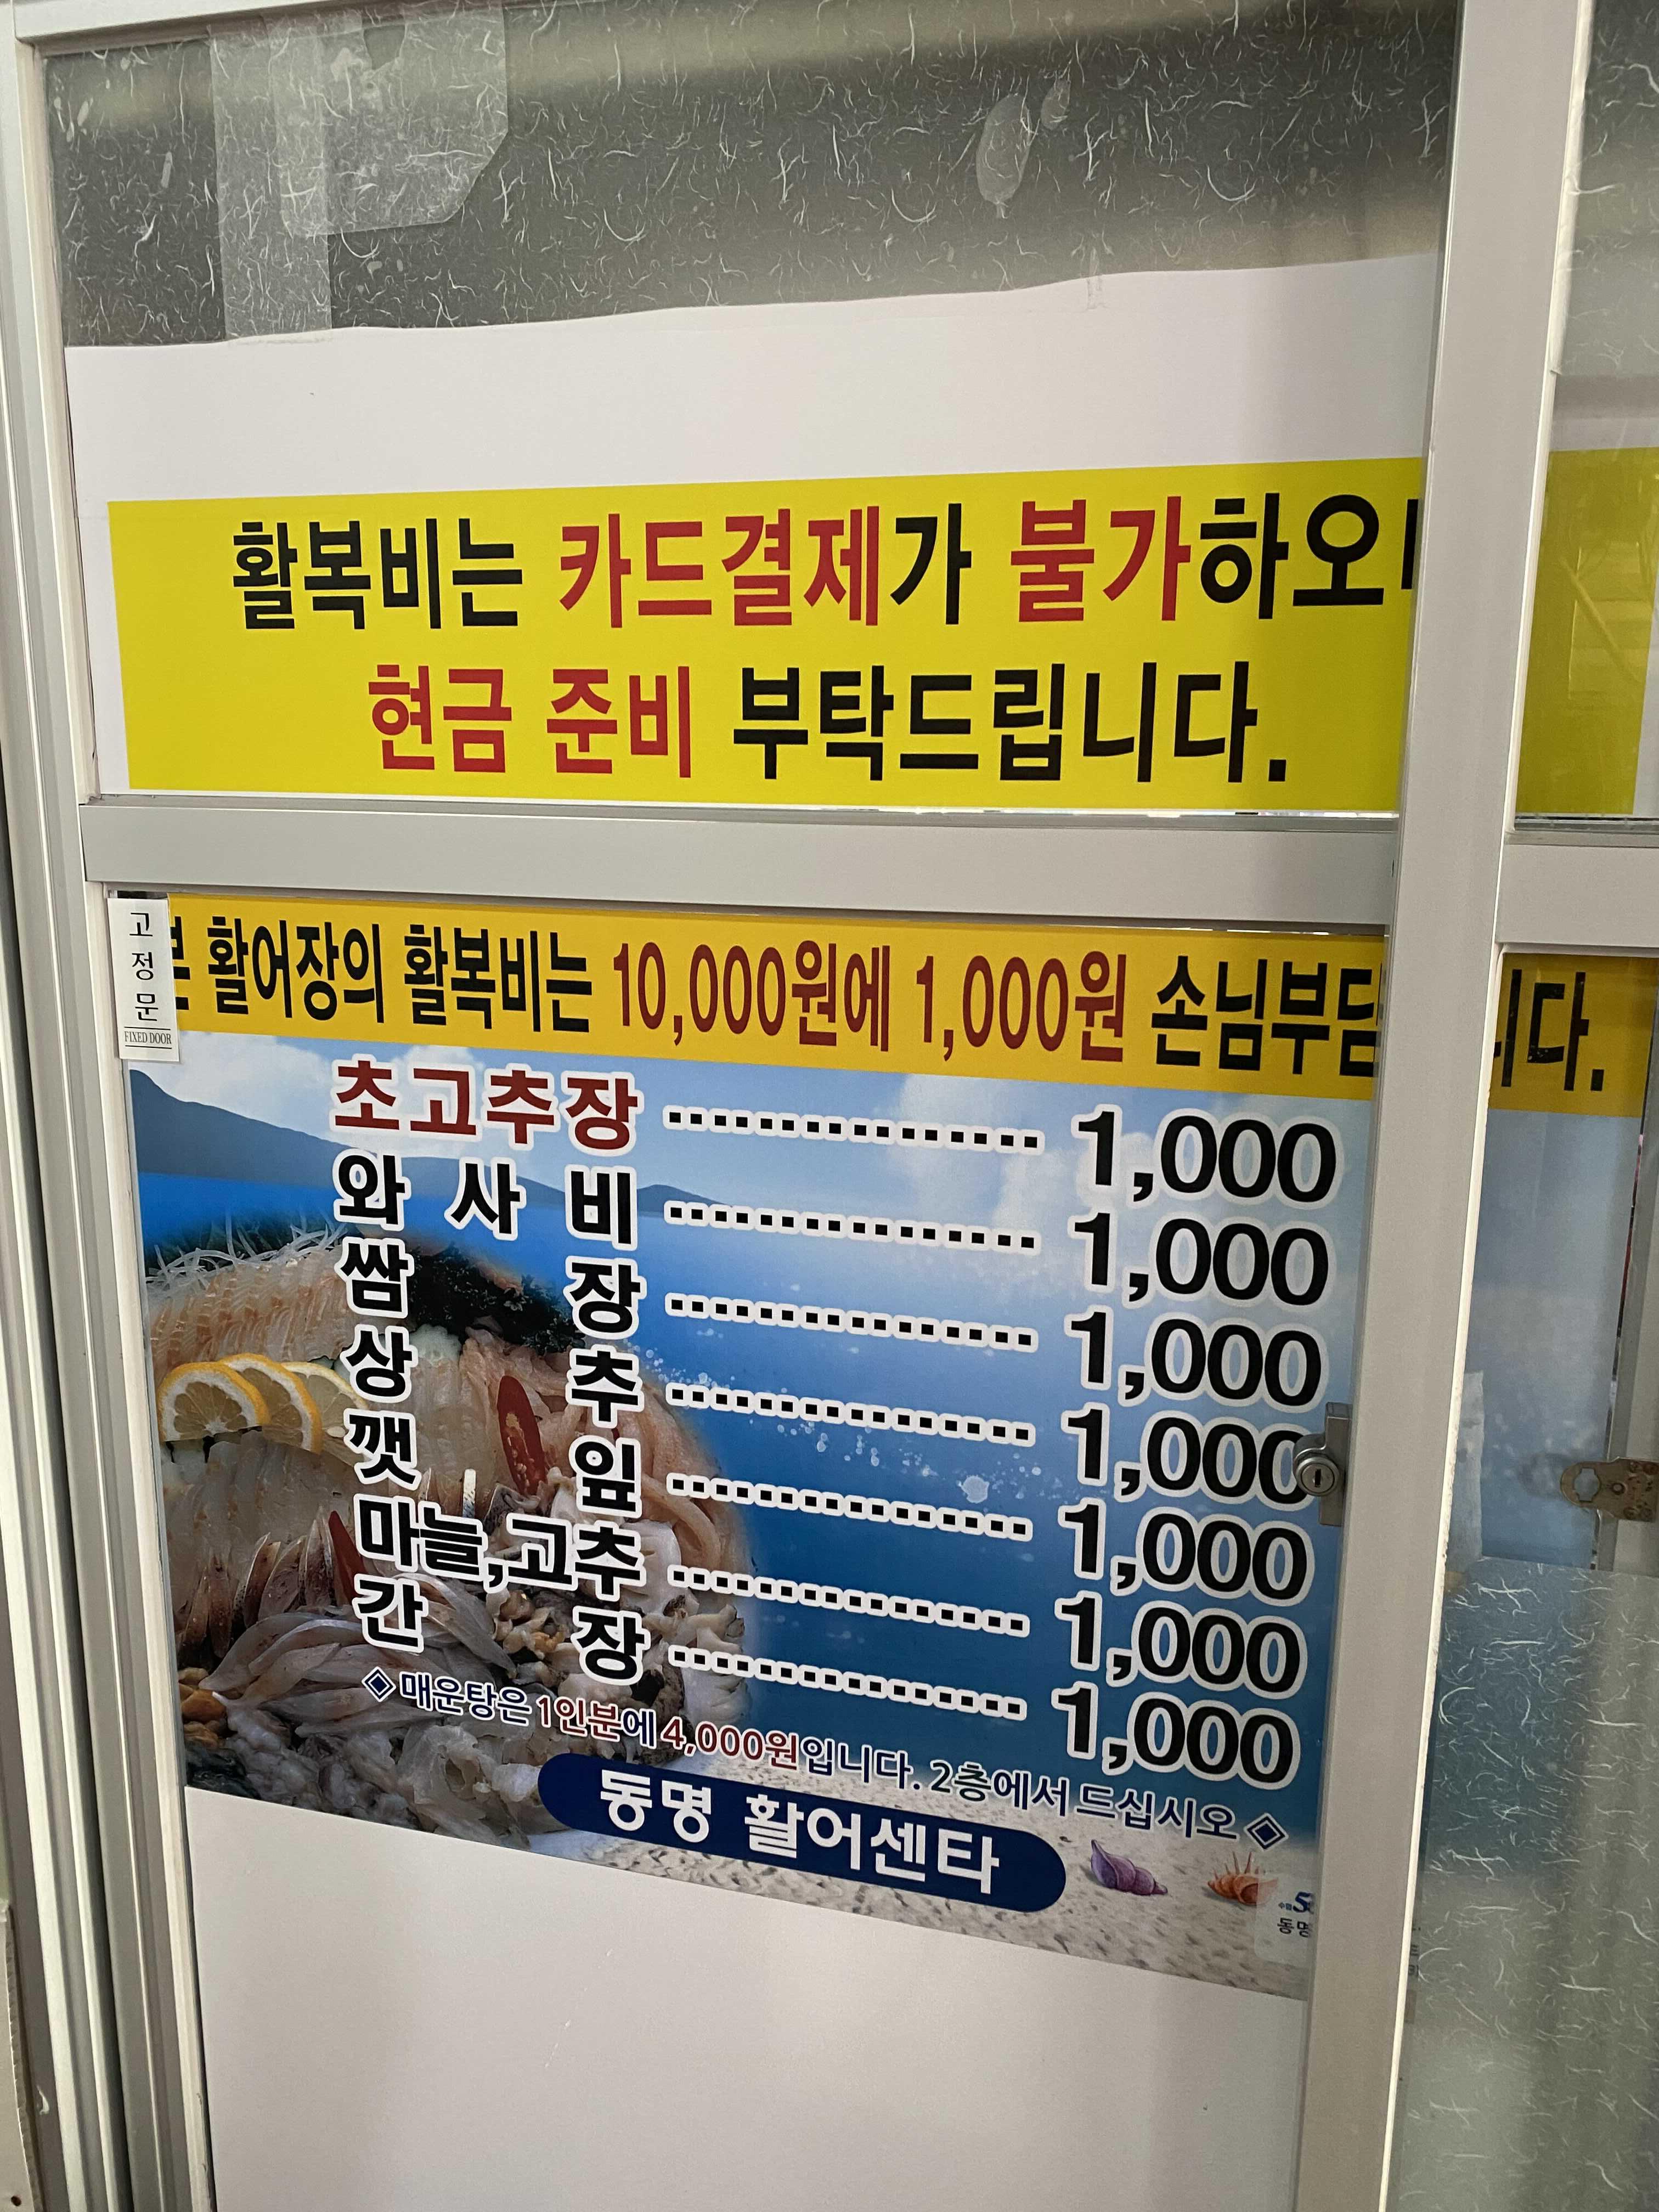 활복비는 카드결제가 불가하오
현금 준비 부탁드립니다.
고정문
FIXED DOOR
활어장의 활복비는 10,000원에 1,000원 손님부담 니다.
초고추장 1,000
와사비 1,000
쌈장 1,000
상추 1,000
깻잎 1,000
마늘,고추 1,000
간장 1,000
매운탕은 1인분에 4,000원입니다. 2층에서 드십시오
동명 활어센타